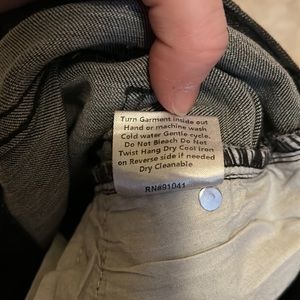 Turn Garment inside out
Hand or machine wash
Cold water Gentle cycle.
Do Not Bleach Do Not
Twist Hang Dry Cool iron
on Reverse side if needed
Dry Cleanable
RN#91041